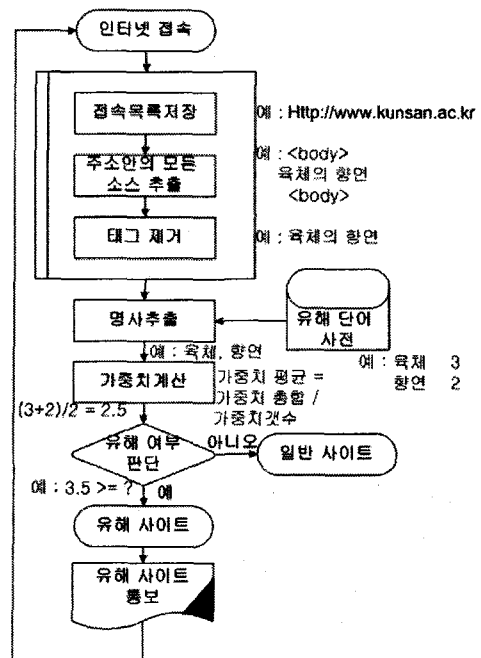 인터넷 접속
접속목록저장
예 : Http://www.kunsan.ac.kr
주소안의 모든
소스 추출
예 : <body>
육체의 향연
<body>
태그 제거
예 : 육체의 향연
명사추출
유해 단어
사전
예 : 육체, 향연
예 : 육체 3
향연 2
가중치계산
가중치 평균 =
가중치 총합 /
가중치갯수
(3+2)/2 = 2.5
유해 여부
판단
아니오
일반 사이트
예 : 3.5 >= ?
예
유해 사이트
유해 사이트
통보